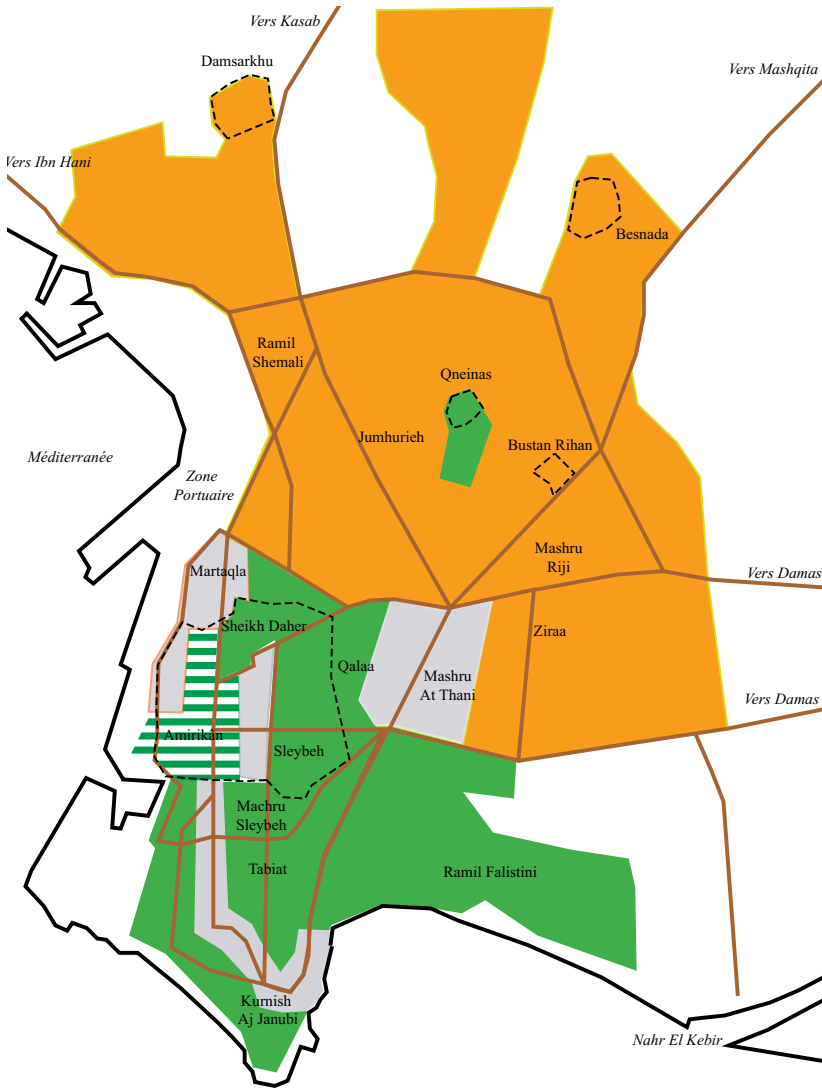 Vers Kasab
Damsarkhu
Vers Mashqita
Vers Ibn Hani
Besnada
Ramil
Shemali
Qneinas
Jumhurieh
Bustan Rihan
Méditerranée
Zone
Portuaire
Mashru
Riji
Martaqla
Vers Damas
Sheikh Daher
Ziraa
Qalaa
Mashru
At Thani
Vers Damas
Amirikan
Sleybeh
Machru
Sleybeh
Tabiat
Ramil Falistini
Kurnish
Aj Janubi
Nahr El Kebir